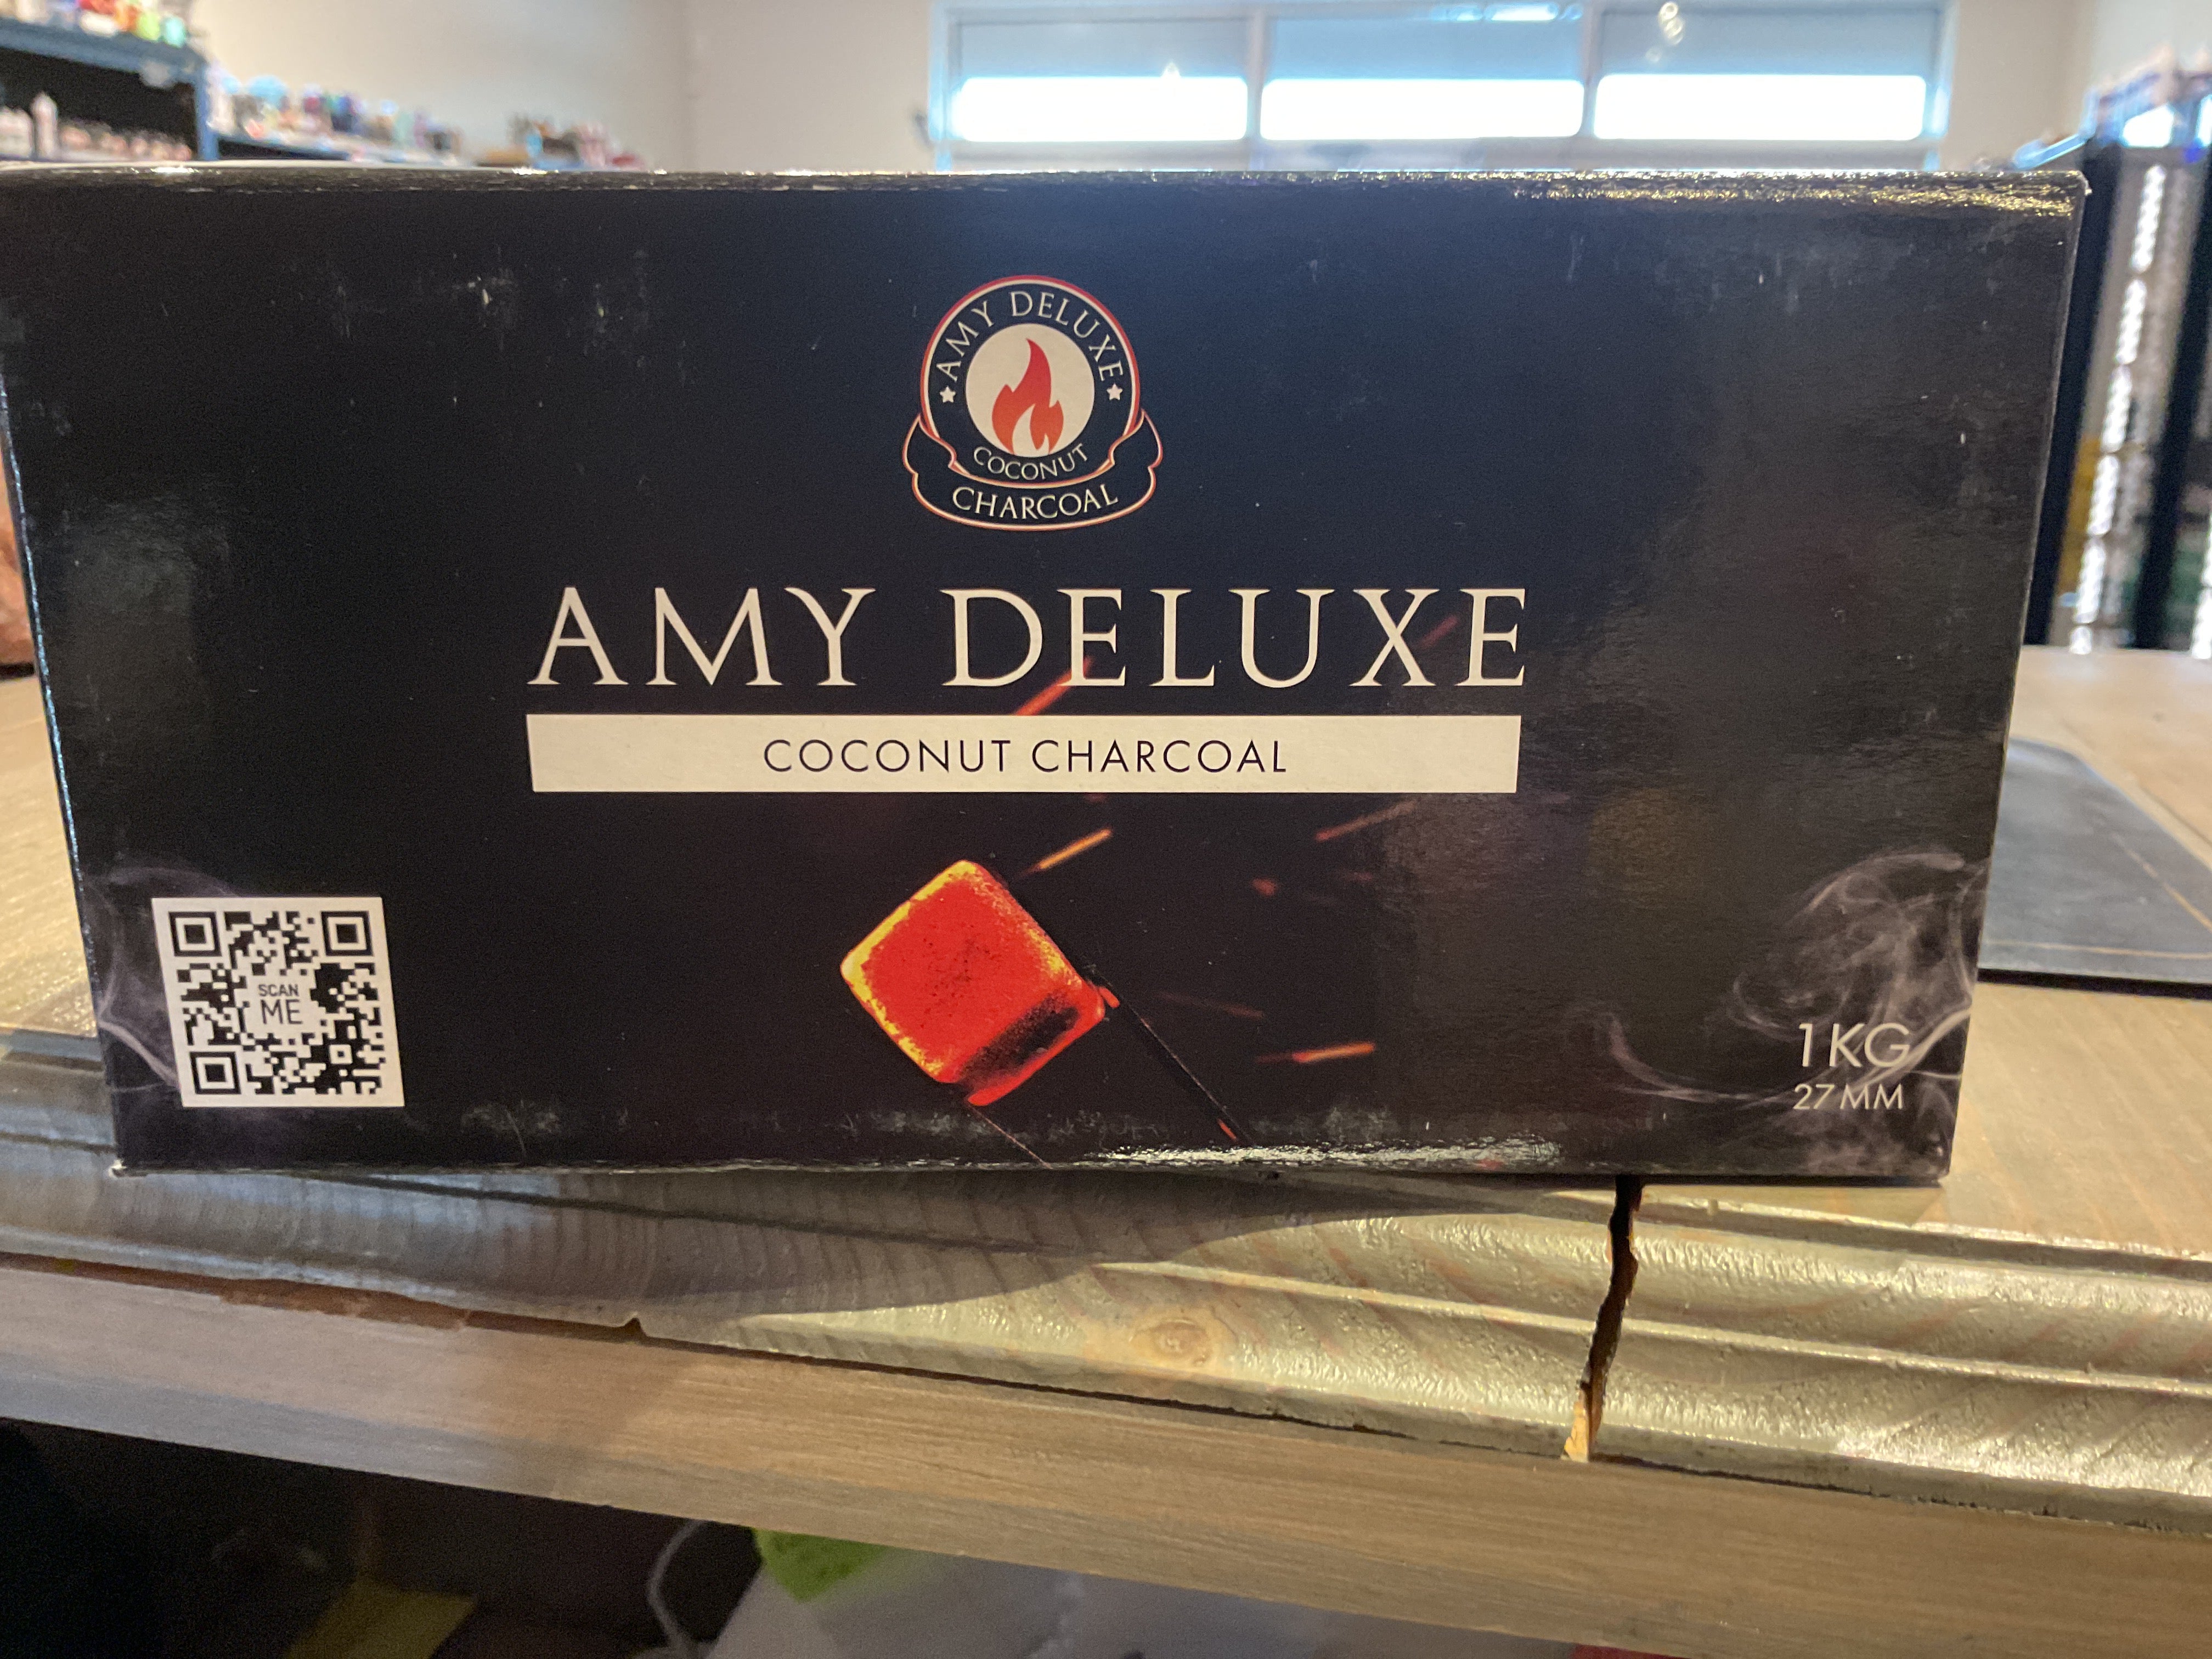 AMY DELUXE
COCONUT
CHARCOAL
AMY DELUXE
COCONUT CHARCOAL
SCAN
ME
1KG
27MM